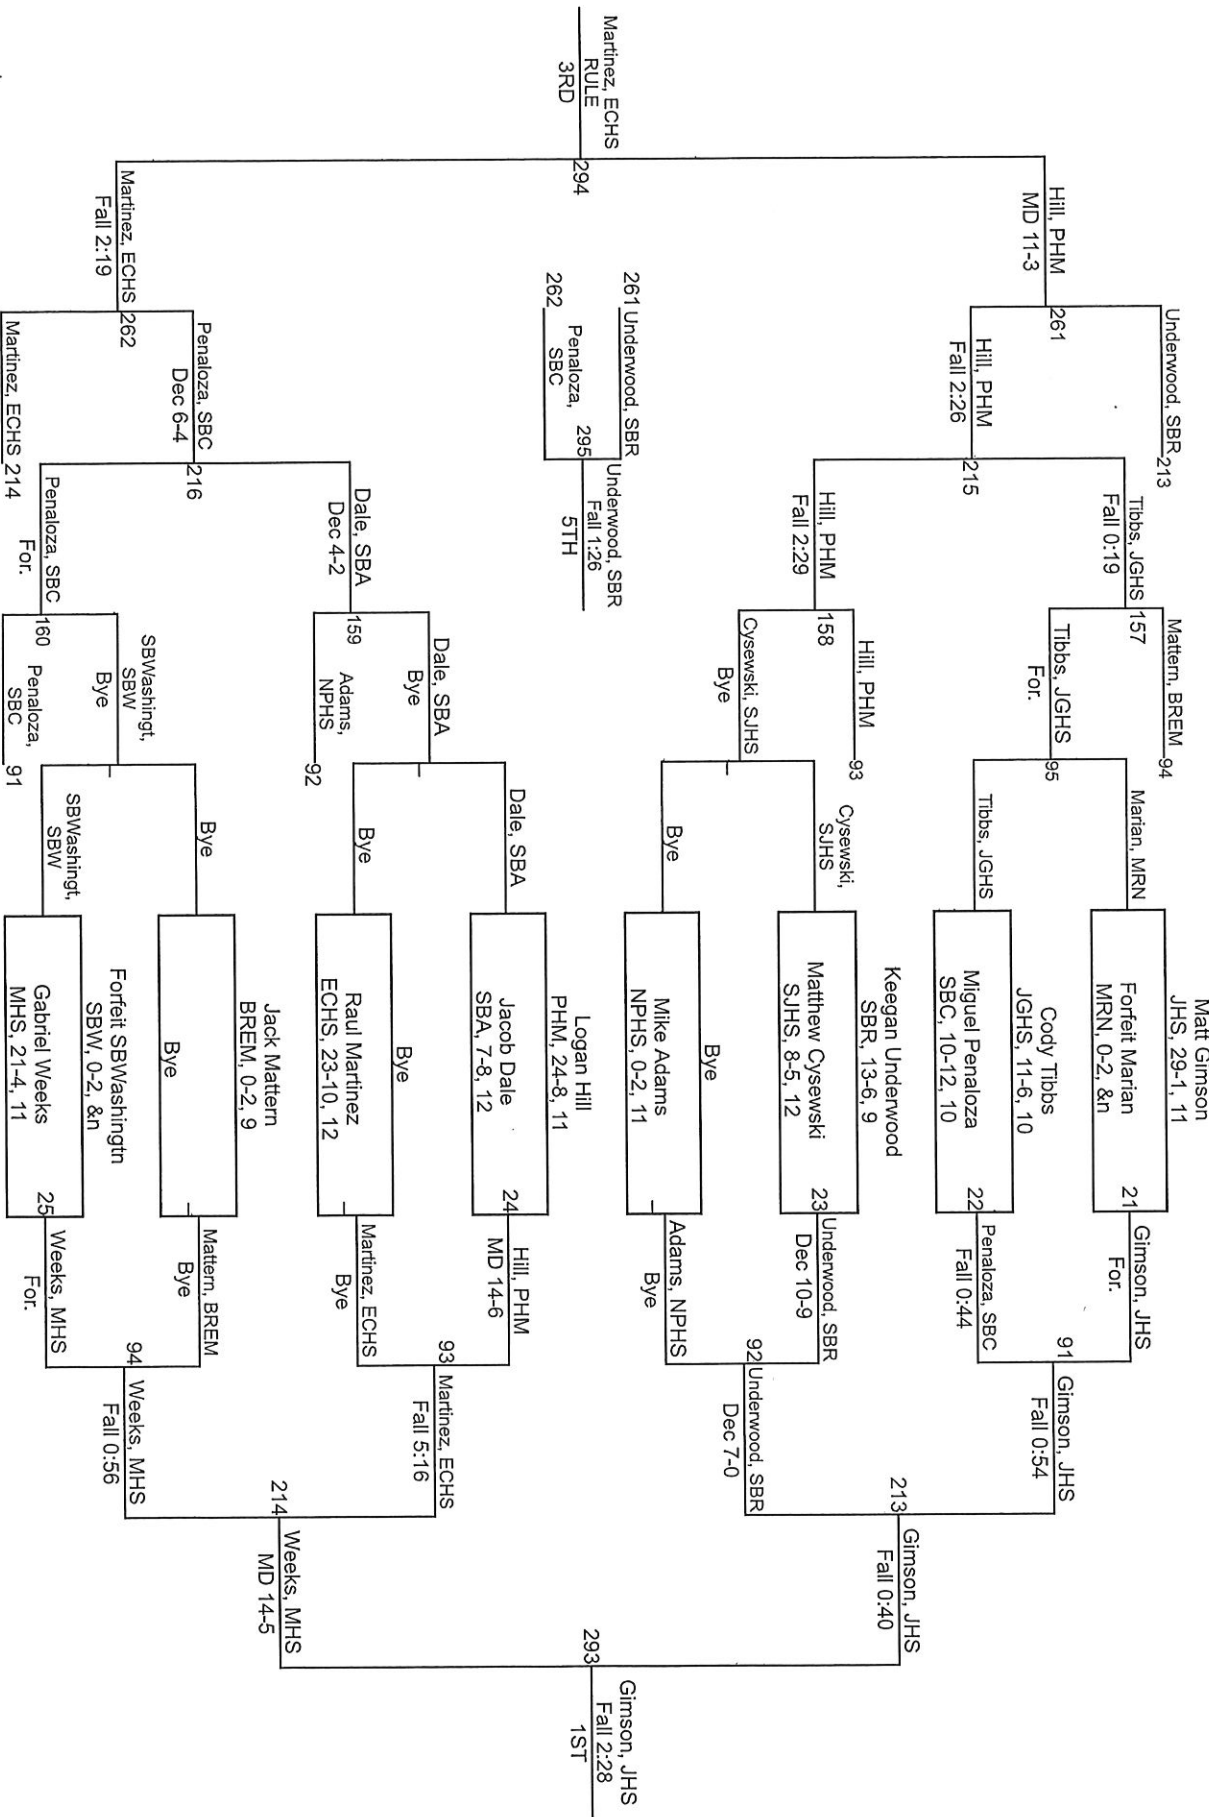 Matt Gimson
JHS, 29-1, 11
Forfeit Marian
MRN, 0-2, &n
21
Cody Tibbs
JGHS, 11-6, 10
Miguel Penaloza
SBC, 10-12, 10
22
Keegan Underwood
SBR, 13-6, 9
Matthew Cysewski
SJHS, 8-5, 12
23
Bye
Mike Adams
NPHS, 0-2, 11
Logan Hill
PHM, 24-8, 11
Jacob Dale
SBA, 7-8, 12
24
Bye
Raul Martinez
ECHS, 23-10, 12
Jack Mattern
BREM, 0-2, 9
Bye
Forfeit SBWashingtn
SBW, 0-2, &n
Gabriel Weeks
MHS, 21-4, 11
25
Gimson, JHS
For.
Penaloza, SBC
Fall 0:44
Underwood, SBR
Dec 10-9
Adams, NPHS
Bye
Hill, PHM
MD 14-6
Martinez, ECHS
Bye
Mattern, BREM
Bye
Weeks, MHS
For.
91
Gimson, JHS
Fall 0:54
92
Underwood, SBR
Dec 7-0
93
Martinez, ECHS
Fall 5:16
94
Weeks, MHS
Fall 0:56
213
Gimson, JHS
Fall 0:40
214
Weeks, MHS
MD 14-5
293
Gimson, JHS
Fall 2:28
1ST
Marian, MRN
Tibbs, JGHS
Cysewski,
SJHS
Bye
Dale, SBA
Bye
Bye
SBWashingt,
SBW
Mattern, BREM
94
95
Tibbs, JGHS
For.
Hill, PHM
93
Cysewski, SJHS
Bye
Dale, SBA
Bye
Adams,
NPHS
92
SBWashingt,
SBW
Bye
Penaloza,
SBC
91
157
Tibbs, JGHS
Fall 0:19
158
Hill, PHM
Fall 2:29
159
Dale, SBA
Dec 4-2
160
Penaloza, SBC
For.
Underwood, SBR
213
215
Hill, PHM
Fall 2:26
216
Penaloza, SBC
Dec 6-4
Martinez, ECHS
214
261
Hill, PHM
MD 11-3
262
Martinez, ECHS
Fall 2:19
294
Martinez, ECHS
RULE
3RD
261 Underwood, SBR
262
Penaloza,
SBC
295
Underwood, SBR
Fall 1:26
5TH